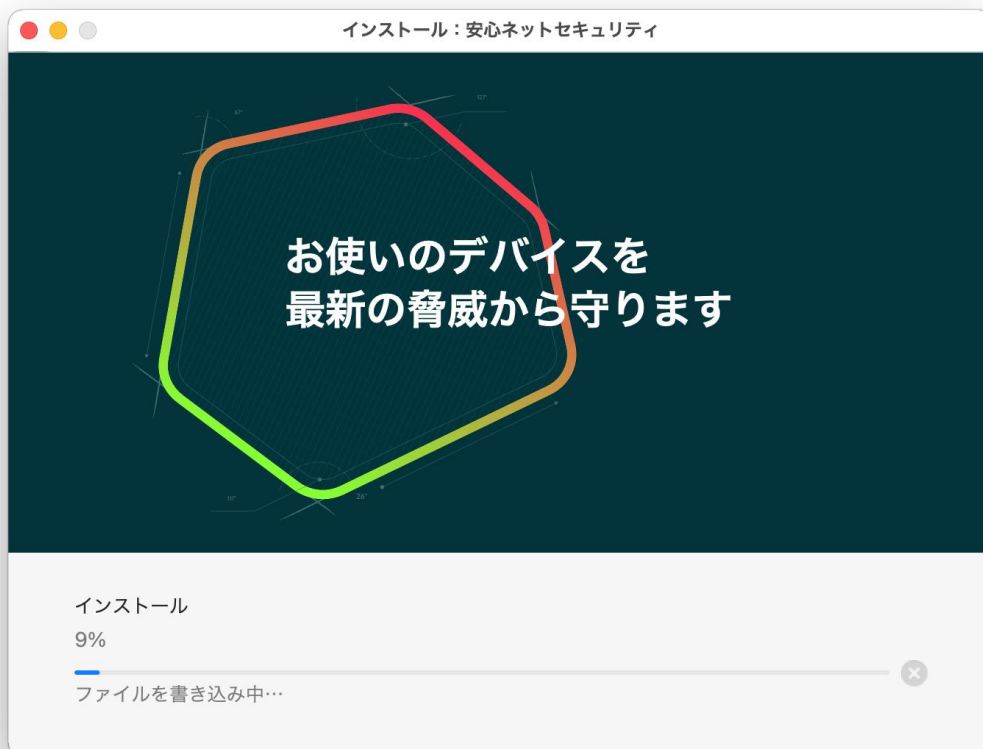 インストール：安心ネットセキュリティ
お使いのデバイスを
最新の脅威から守ります
インストール
9%
ファイルを書き込み中…